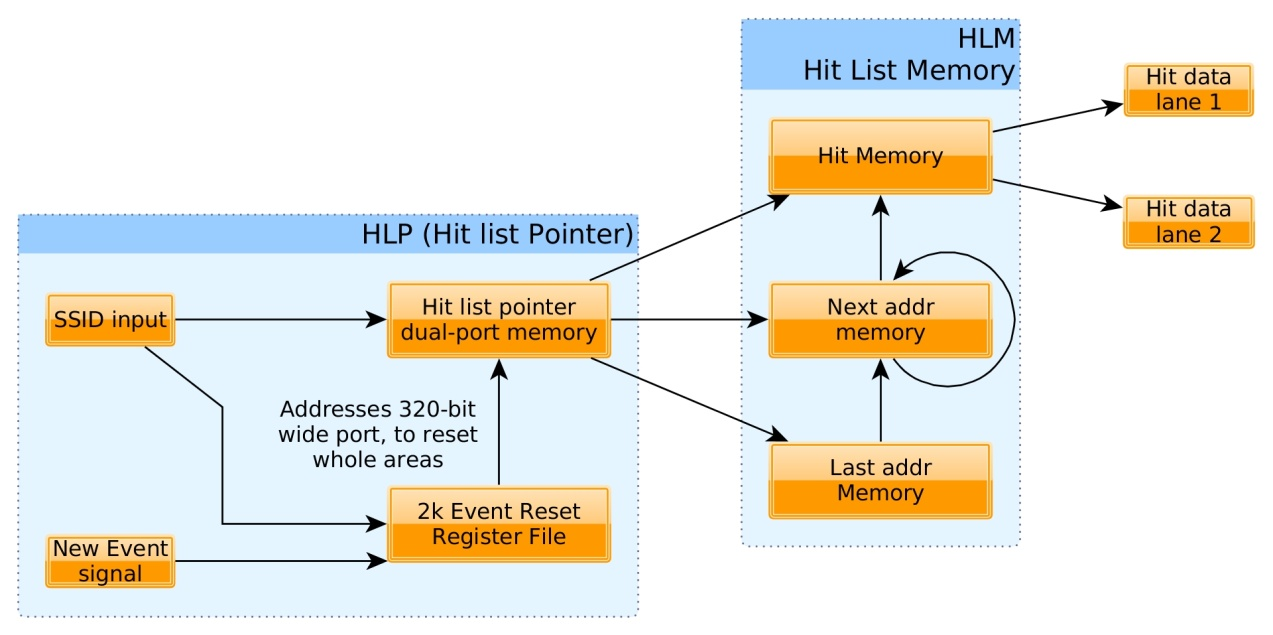 HLM
Hit List Memory
Hit data
lane 1
Hit Memory
Hit data
lane 2
HLP (Hit list Pointer)
SSID input
Hit list pointer
dual-port memory
Next addr
memory
Addresses 320-bit
wide port, to reset
whole areas
Last addr
Memory
2k Event Reset
Register File
New Event
signal